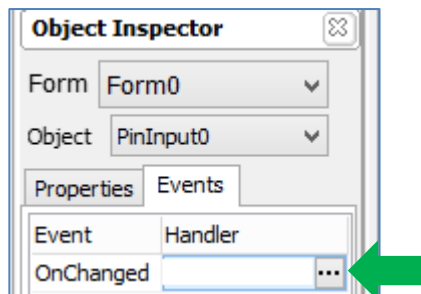 Object Inspector
Form Form0
Object PinInput0
Properties Events
Event Handler
OnChanged ...